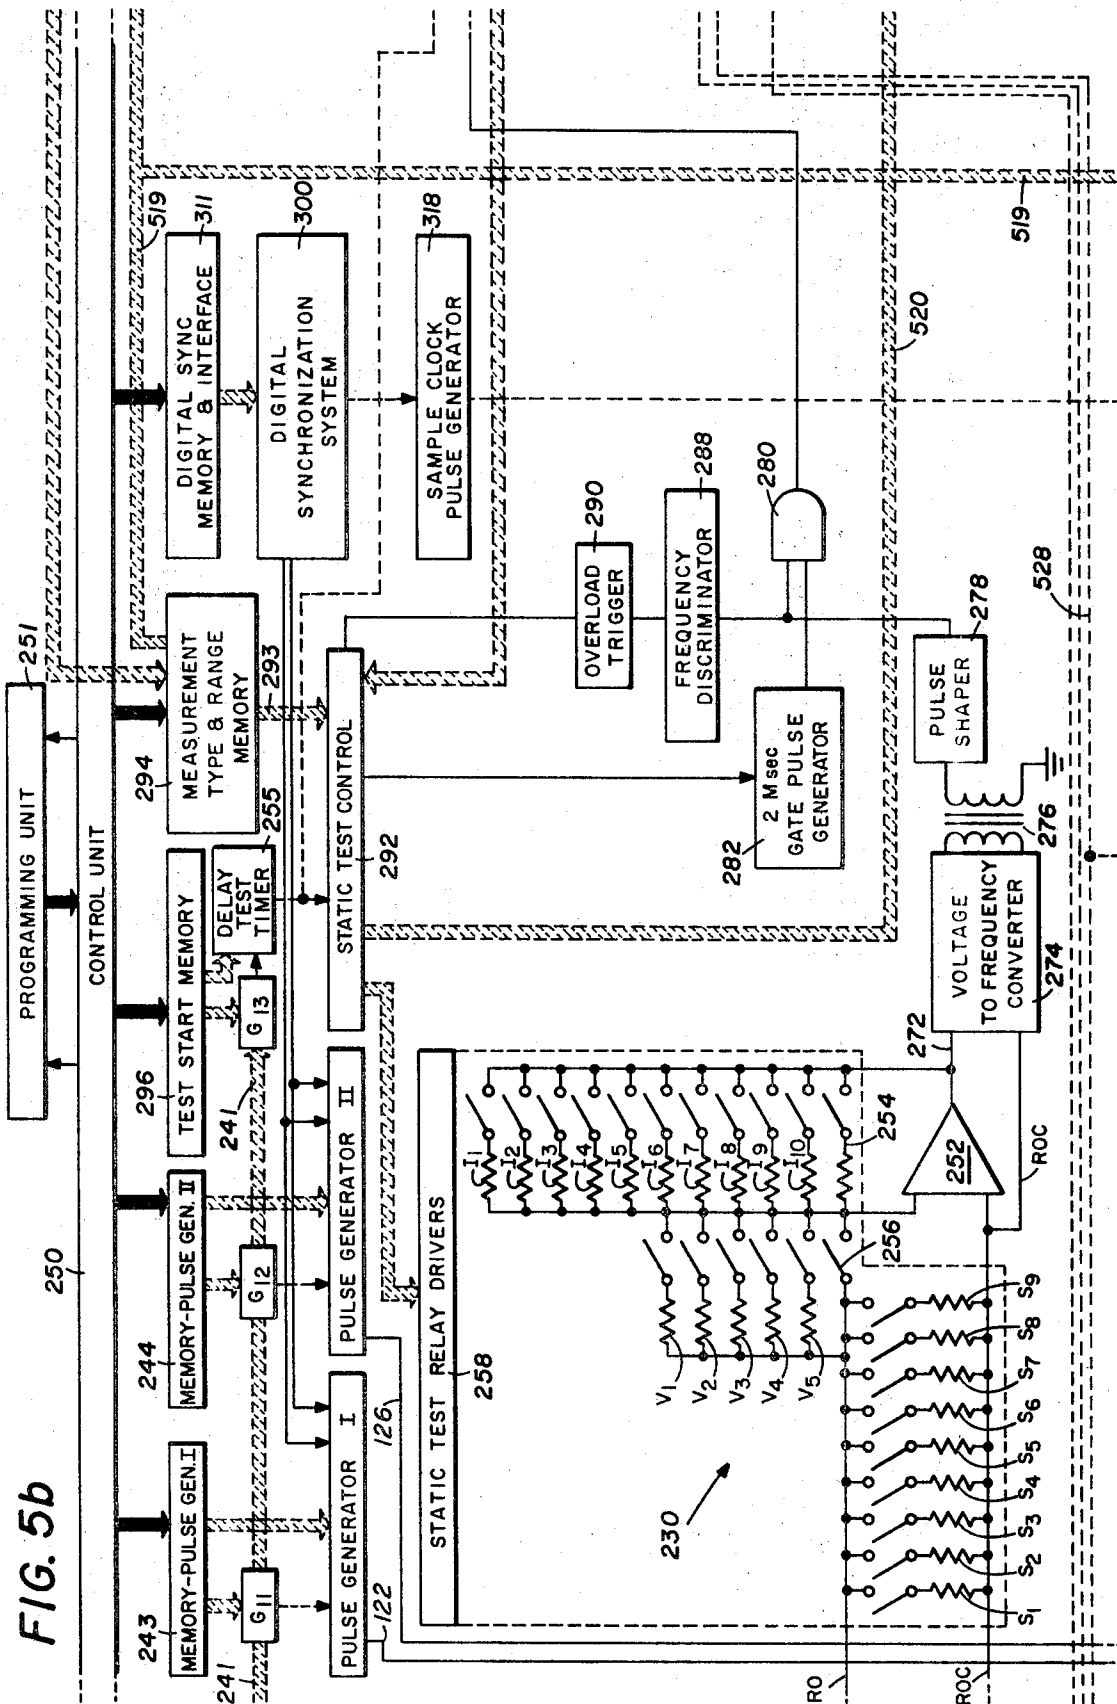 FIG. 5b
250
PROGRAMMING UNIT
251
CONTROL UNIT
243
MEMORY-PULSE GEN. I
244
MEMORY-PULSE GEN. II
296
TEST START MEMORY
294
MEASUREMENT
TYPE & RANGE
MEMORY
519
DIGITAL SYNC
MEMORY & INTERFACE
311
241
G11
G12
241
G13
DELAY
TEST
TIMER
255
293
DIGITAL
SYNCHRONIZATION
SYSTEM
300
122
PULSE GENERATOR I
126
PULSE GENERATOR II
STATIC TEST CONTROL
292
SAMPLE CLOCK
PULSE GENERATOR
318
STATIC TEST RELAY DRIVERS
258
I1
I2
I3
I4
I5
I6
I7
I8
I9
I10
254
V1
V2
V3
V4
V5
256
230
OVERLOAD
TRIGGER
290
FREQUENCY
DISCRIMINATOR
288
282
2 Msec
GATE PULSE
GENERATOR
280
520
519
RO
ROC
S1
S2
S3
S4
S5
S6
S7
S8
S9
252
ROC
272
VOLTAGE
TO FREQUENCY
CONVERTER
274
276
PULSE
SHAPER
278
528